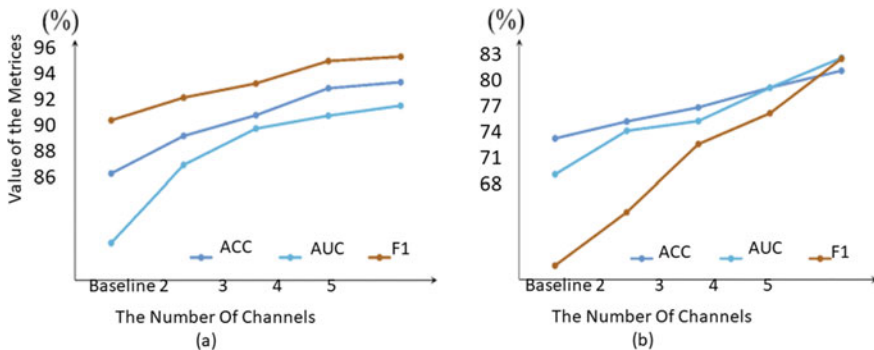 (%)
Value of the Metrices
96
94
92
90
88
86
ACC AUC F1
Baseline 2 3 4 5
The Number Of Channels
(a)
(%)
83
80
77
74
71
68
ACC AUC F1
Baseline 2 3 4 5
The Number Of Channels
(b)